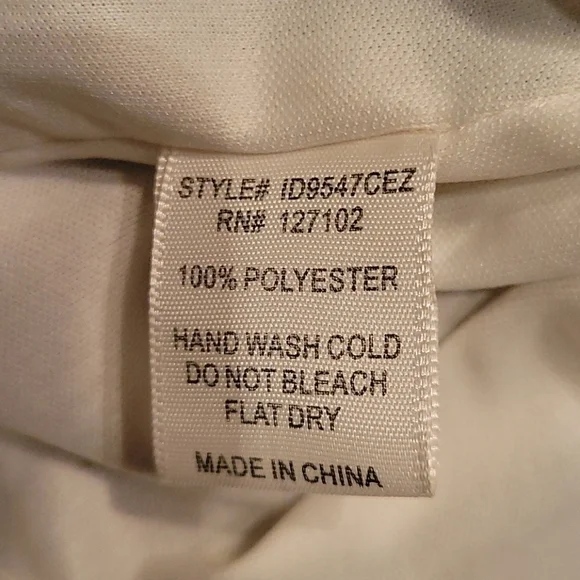 STYLE# ID9547CEZ
RN# 127102
100% POLYESTER
HAND WASH COLD
DO NOT BLEACH
FLAT DRY
MADE IN CHINA